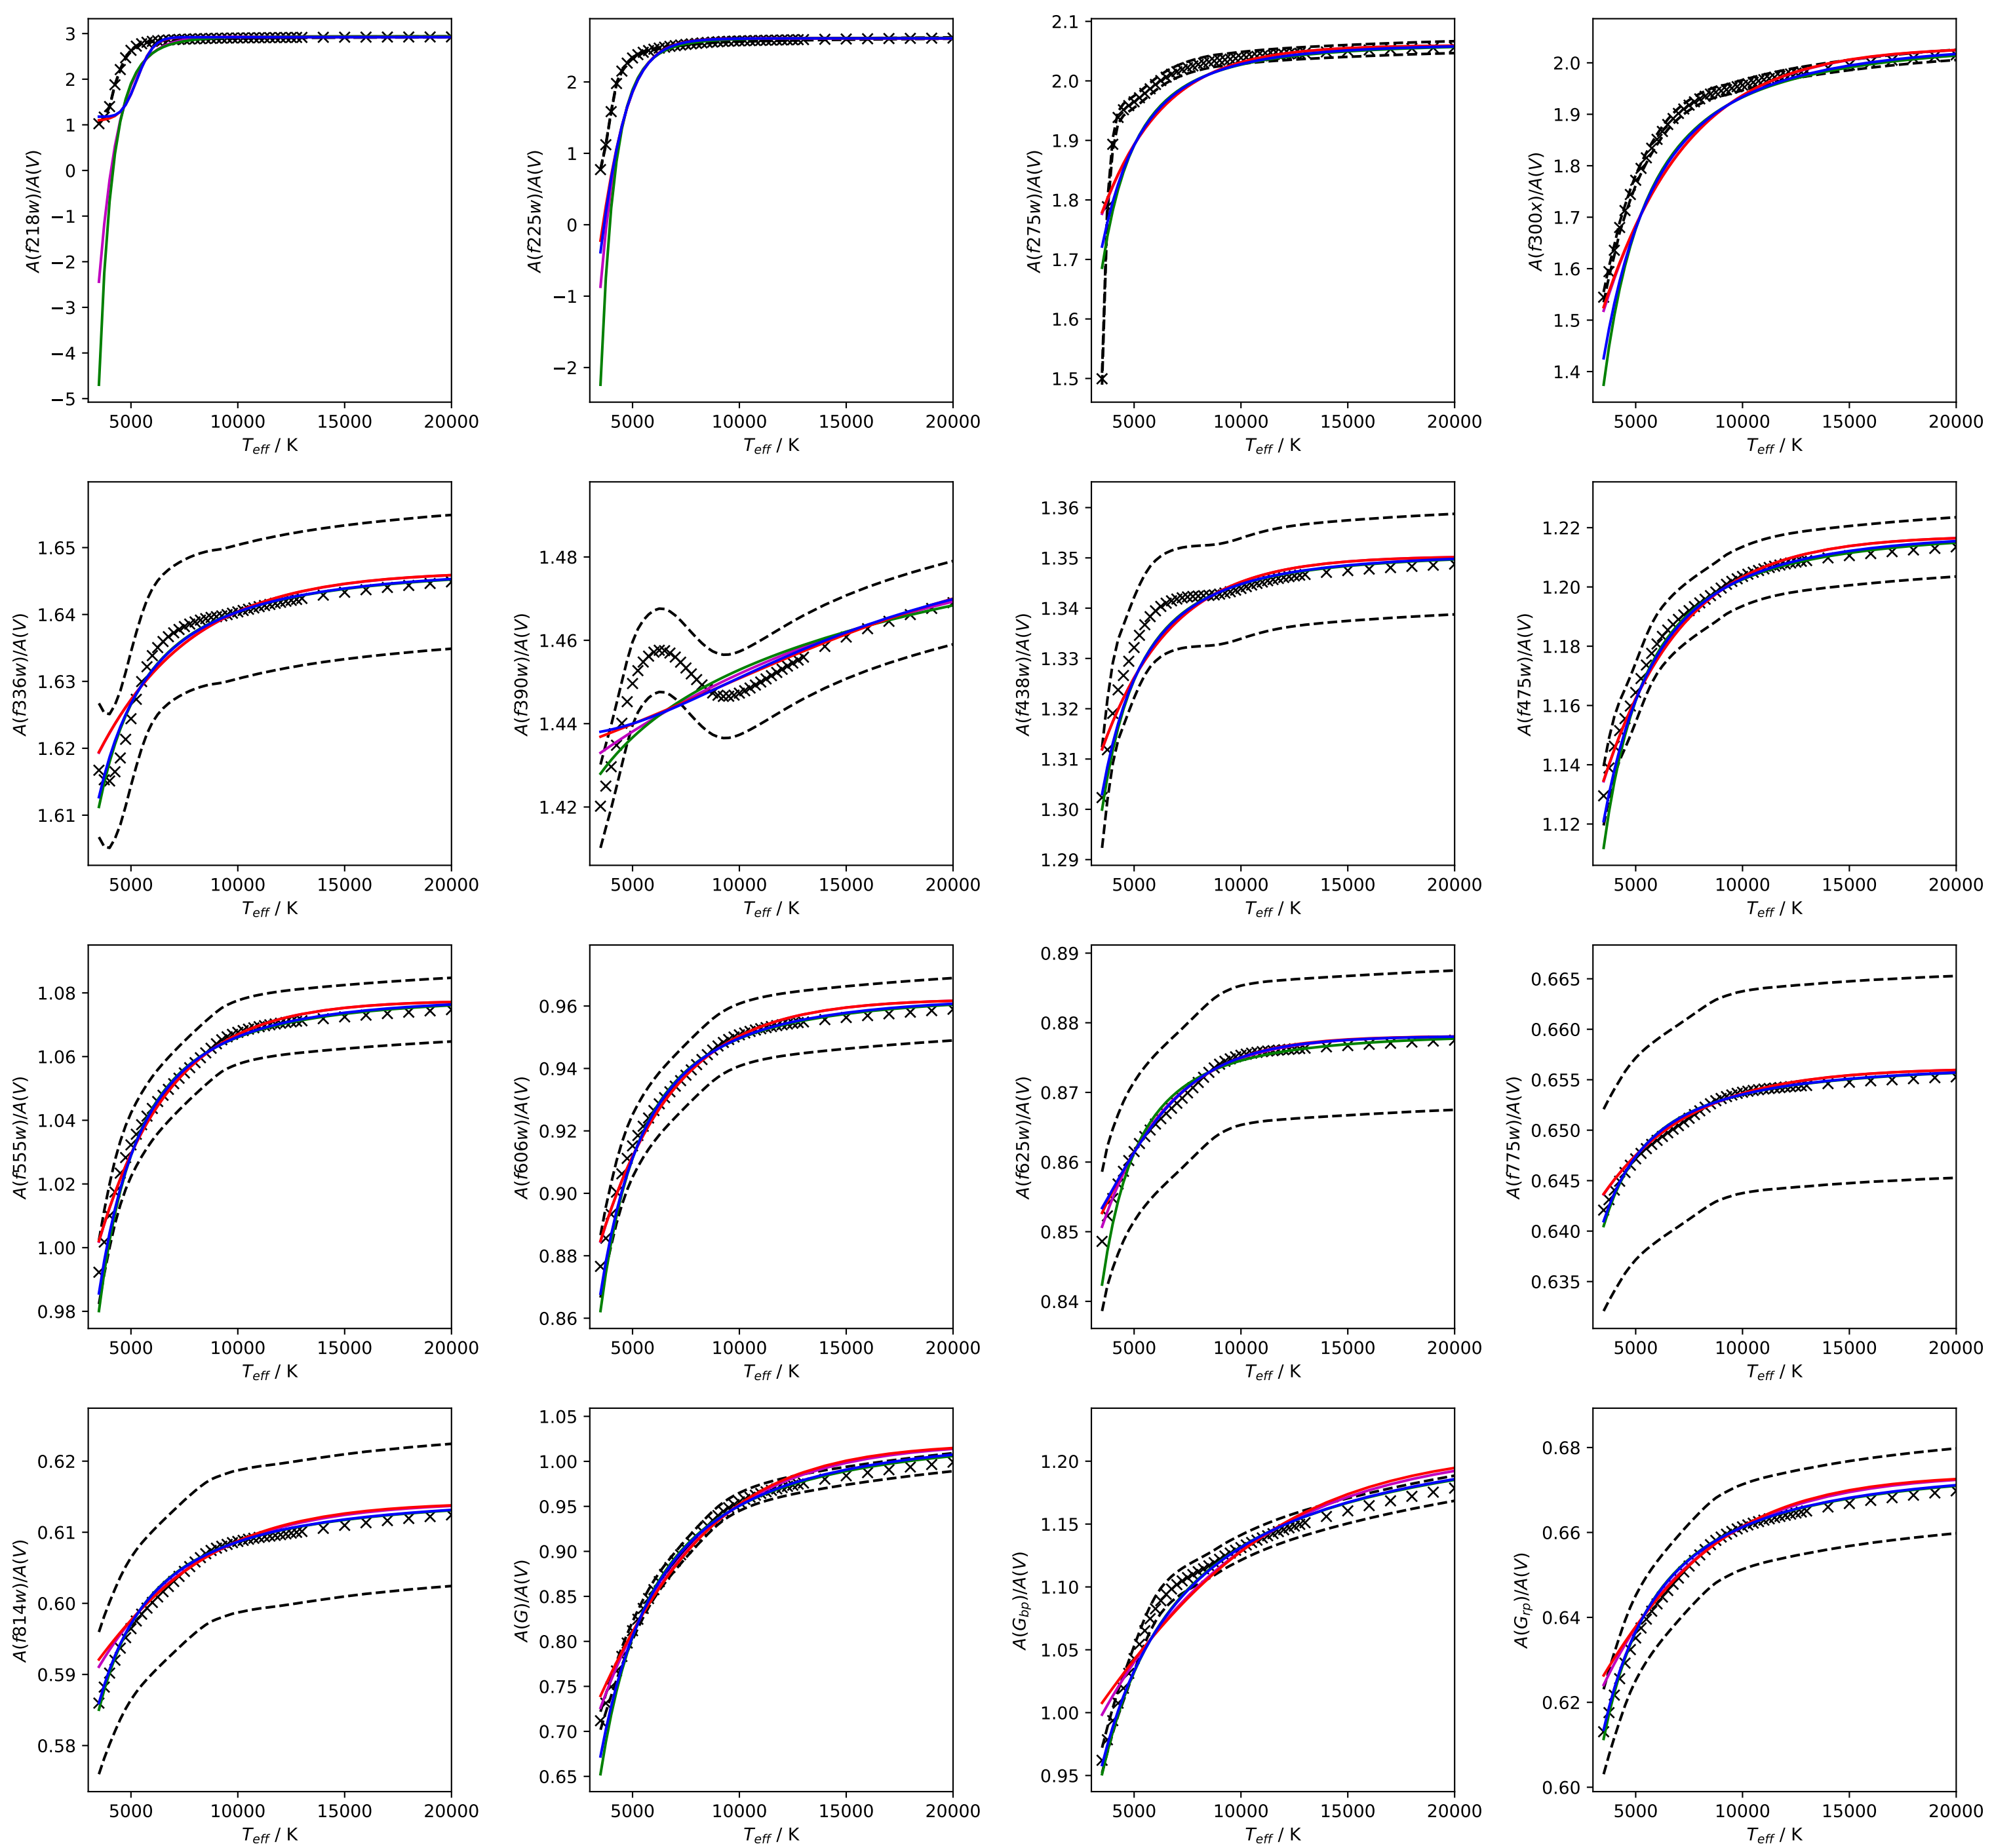 A(f218w)/A(V)
3
2
1
0
−1
−2
−3
−4
−5
5000 10000 15000 20000
T_eff / K
A(f225w)/A(V)
2
1
0
−1
−2
5000 10000 15000 20000
T_eff / K
A(f275w)/A(V)
2.1
2.0
1.9
1.8
1.7
1.6
1.5
5000 10000 15000 20000
T_eff / K
A(f300x)/A(V)
2.0
1.9
1.8
1.7
1.6
1.5
1.4
5000 10000 15000 20000
T_eff / K
A(f336w)/A(V)
1.65
1.64
1.63
1.62
1.61
5000 10000 15000 20000
T_eff / K
A(f390w)/A(V)
1.48
1.46
1.44
1.42
5000 10000 15000 20000
T_eff / K
A(f438w)/A(V)
1.36
1.35
1.34
1.33
1.32
1.31
1.30
1.29
5000 10000 15000 20000
T_eff / K
A(f475w)/A(V)
1.22
1.20
1.18
1.16
1.14
1.12
5000 10000 15000 20000
T_eff / K
A(f555w)/A(V)
1.08
1.06
1.04
1.02
1.00
0.98
5000 10000 15000 20000
T_eff / K
A(f606w)/A(V)
0.96
0.94
0.92
0.90
0.88
0.86
5000 10000 15000 20000
T_eff / K
A(f625w)/A(V)
0.89
0.88
0.87
0.86
0.85
0.84
5000 10000 15000 20000
T_eff / K
A(f775w)/A(V)
0.665
0.660
0.655
0.650
0.645
0.640
0.635
5000 10000 15000 20000
T_eff / K
A(f814w)/A(V)
0.62
0.61
0.60
0.59
0.58
5000 10000 15000 20000
T_eff / K
A(G)/A(V)
1.05
1.00
0.95
0.90
0.85
0.80
0.75
0.70
0.65
5000 10000 15000 20000
T_eff / K
A(G_bp)/A(V)
1.20
1.15
1.10
1.05
1.00
0.95
5000 10000 15000 20000
T_eff / K
A(G_rp)/A(V)
0.68
0.66
0.64
0.62
0.60
5000 10000 15000 20000
T_eff / K